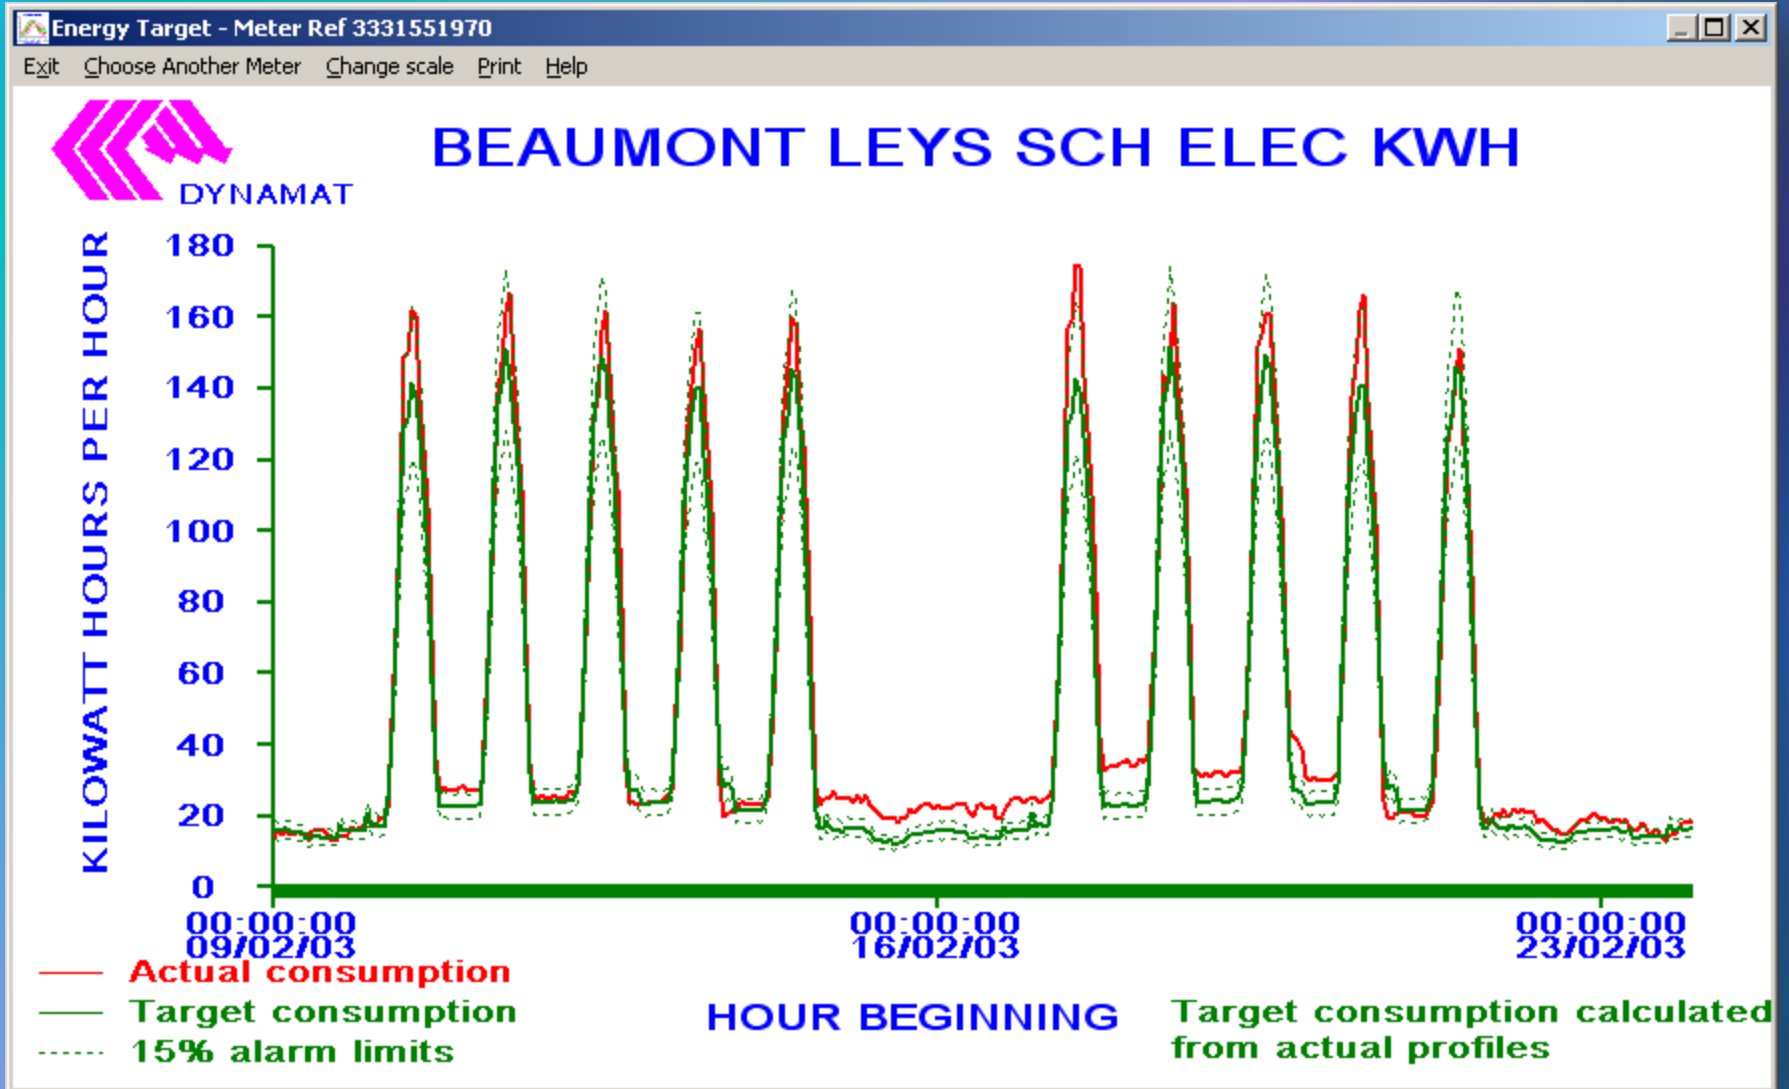 Energy Target - Meter Ref 3331551970
Exit Choose Another Meter Change scale Print Help
BEAUMONT LEYS SCH ELEC KWH
DYNAMAT
KILOWATT HOURS PER HOUR
180
160
140
120
100
80
60
40
20
0
00:00:00 00:00:00 00:00:00
09/02/03 16/02/03 23/02/03
Actual consumption
Target consumption
15% alarm limits
HOUR BEGINNING
Target consumption calculated
from actual profiles